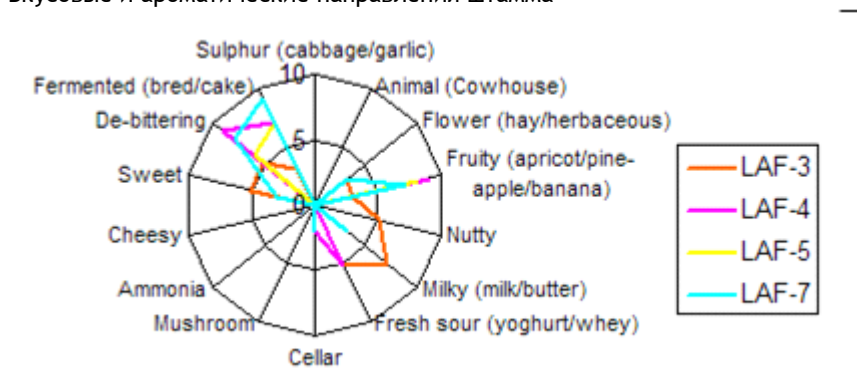 вкусовые и ароматические направления штамма
Sulphur (cabbage/garlic)
10
Fermented (bred/cake)
Animal (Cowhouse)
De-bittering
Flower (hay/herbaceous)
5
Fruity (apricot/pine-
apple/banana)
Sweet
0
Cheesy
Nutty
Ammonia
Milky (milk/butter)
Mushroom
Fresh sour (yoghurt/whey)
Cellar
LAF-3
LAF-4
LAF-5
LAF-7